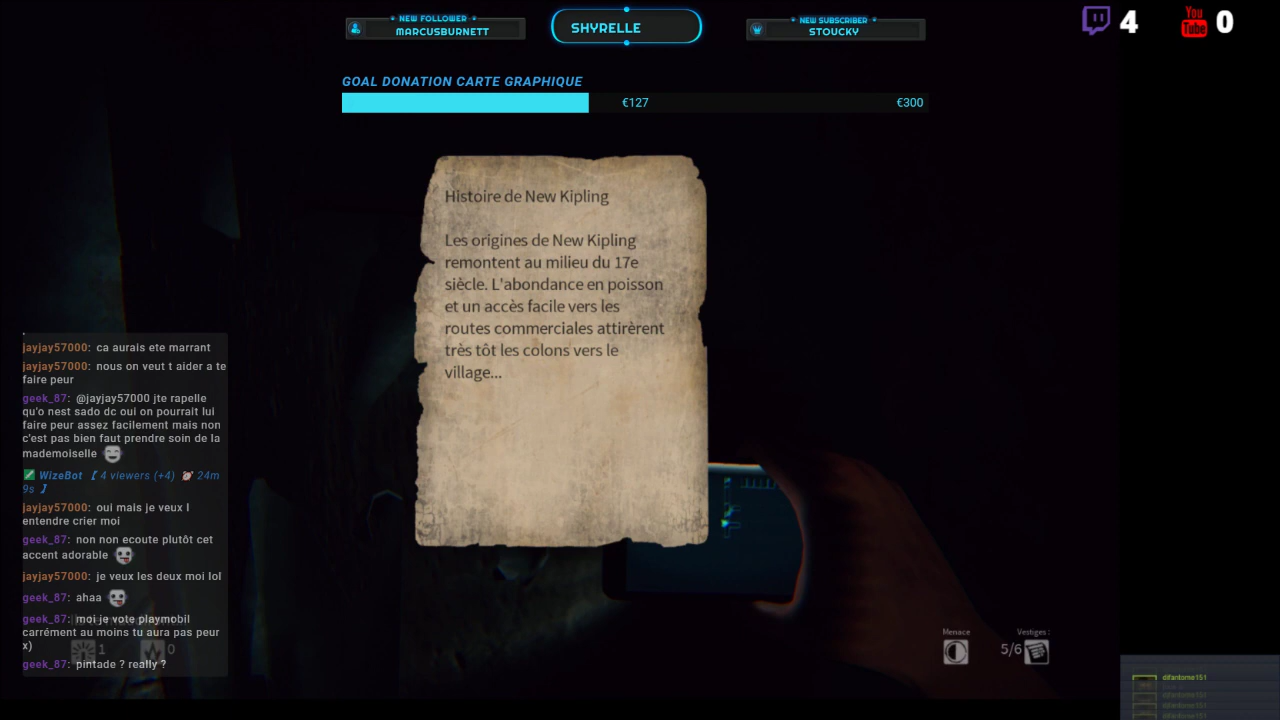 NEW FOLLOWER
MARCUSBURNETT
SHYRELLE
NEW SUBSCRIBER
STOUCKY
4
You
Tube
0
GOAL DONATION CARTE GRAPHIQUE
€127
€300
Histoire de New Kipling
Les origines de New Kipling
remontent au milieu du 17e
siècle. L'abondance en poisson
et un accès facile vers les
routes commerciales attirèrent
très tôt les colons vers le
village...
jayjay57000: ca aurais ete marrant
jayjay57000: nous on veut t aider a te
faire peur
geek_87: @jayjay57000 jte rapelle
qu'o nest sado dc oui on pourrait lui
faire peur assez facilement mais non
c'est pas bien faut prendre soin de la
mademoiselle
WizeBot 【 4 viewers (+4) 24m
9s 】
jayjay57000: oui mais je veux l
entendre crier moi
geek_87: non non ecoute plutôt cet
accent adorable
jayjay57000: je veux les deux moi lol
geek_87: ahaa
geek_87: moi je vote playmobil
carrément au moins tu aura pas peur
x)
1
0
geek_87: pintade ? really ?
Menace
Vestiges :
5/6
difantome151
difantome151
difantome151
difantome151